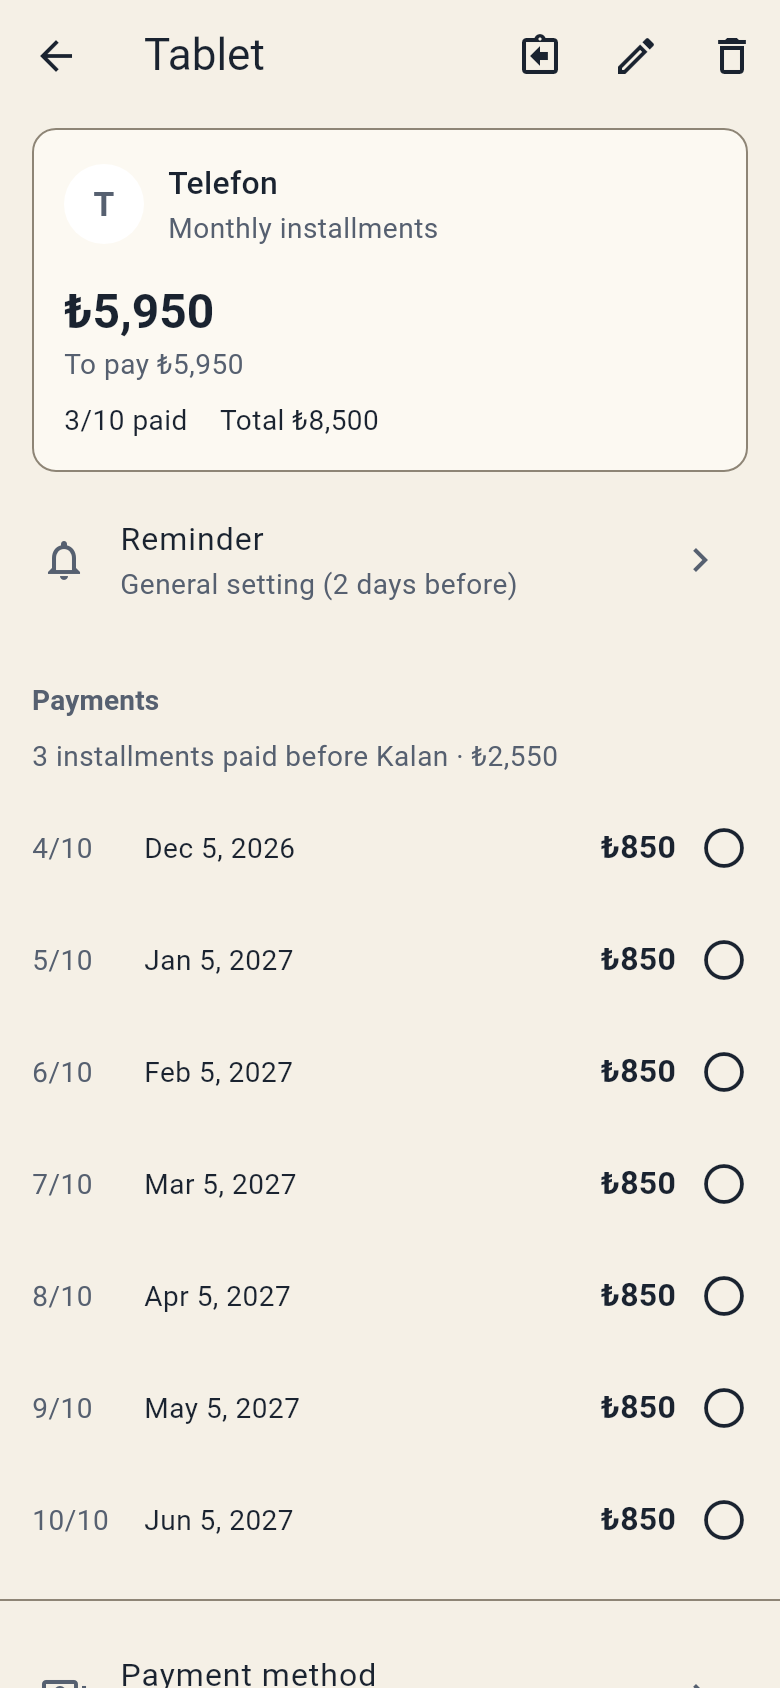 Tablet
T
Telefon
Monthly installments
₺5,950
To pay ₺5,950
3/10 paid Total ₺8,500
Reminder
General setting (2 days before)
Payments
3 installments paid before Kalan · ₺2,550
4/10 Dec 5, 2026 ₺850
5/10 Jan 5, 2027 ₺850
6/10 Feb 5, 2027 ₺850
7/10 Mar 5, 2027 ₺850
8/10 Apr 5, 2027 ₺850
9/10 May 5, 2027 ₺850
10/10 Jun 5, 2027 ₺850
Payment method